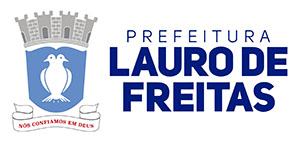 PREFEITURA
LAURO DE
FREITAS
NÓS CONFIAMOS EM DEUS